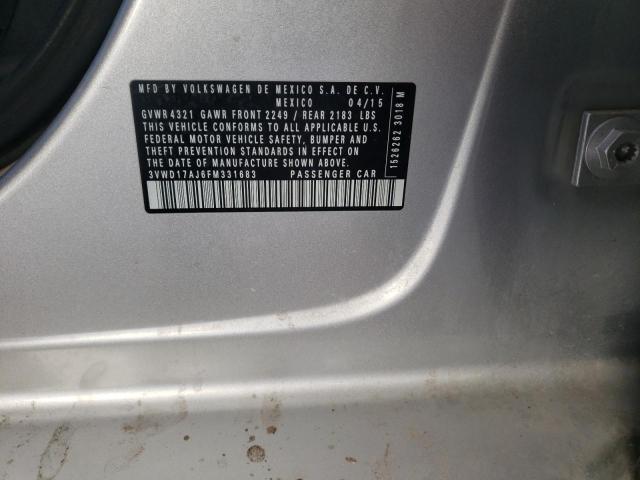 MFD BY VOLKSWAGEN DE MEXICO S.A. DE C.V.
MEXICO 04/15
GVWR 4321 GAWR FRONT 2249 / REAR 2183 LBS
THIS VEHICLE CONFORMS TO ALL APPLICABLE U.S.
FEDERAL MOTOR VEHICLE SAFETY, BUMPER AND
THEFT PREVENTION STANDARDS IN EFFECT ON
THE DATE OF MANUFACTURE SHOWN ABOVE.
3VWD17AJ6FM331683 PASSENGER CAR
1526262 3018 M